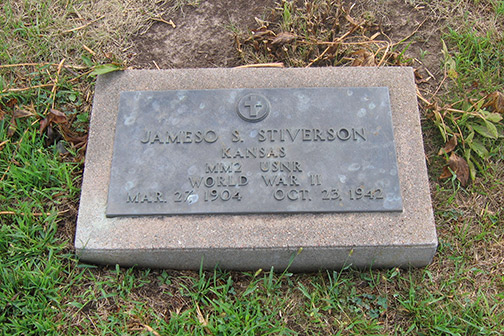 JAMESO S. STIVERSON
KANSAS
MM2 USNR
WORLD WAR II
MAR. 27, 1904 OCT. 23, 1942